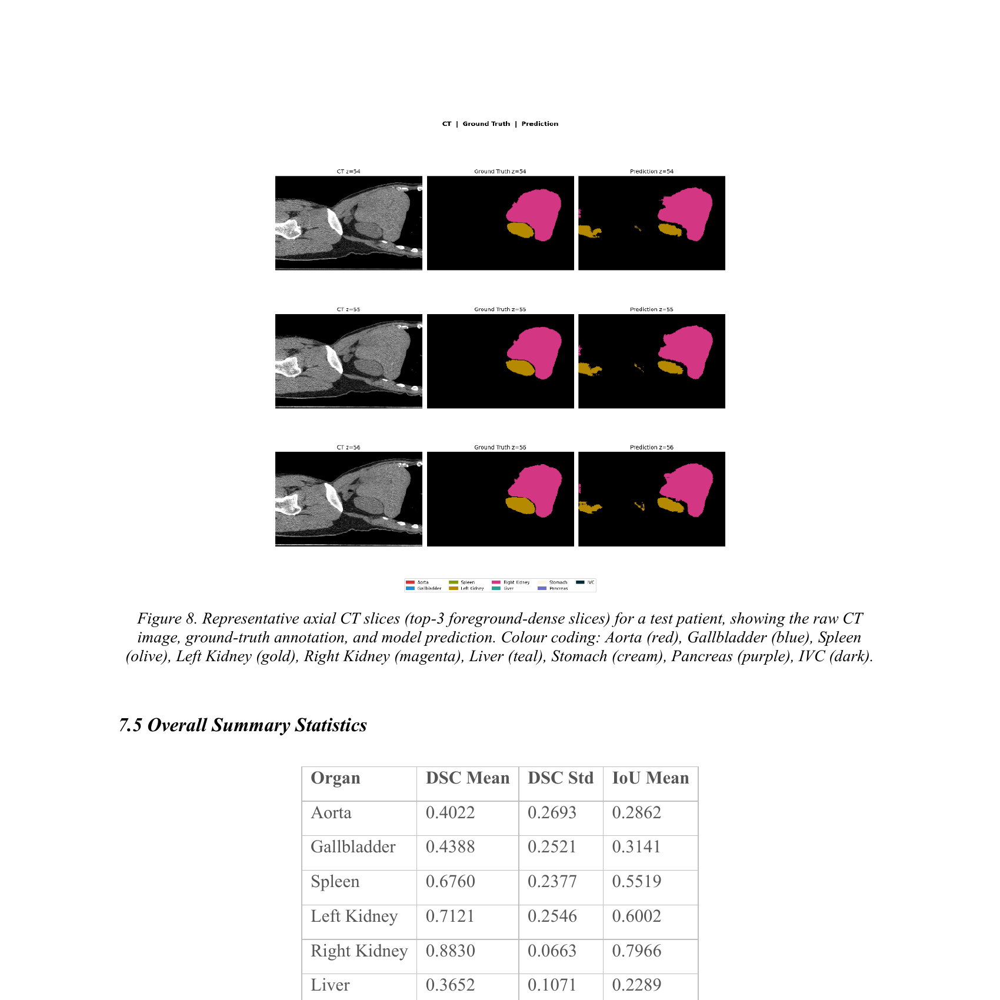 CT | Ground Truth | Prediction
CT z=54 Ground Truth z=54 Prediction z=54
CT z=55 Ground Truth z=55 Prediction z=55
CT z=56 Ground Truth z=56 Prediction z=56
Aorta Spleen Right Kidney Stomach IVC
Gallbladder Left Kidney Liver Pancreas
Figure 8. Representative axial CT slices (top-3 foreground-dense slices) for a test patient, showing the raw CT
image, ground-truth annotation, and model prediction. Colour coding: Aorta (red), Gallbladder (blue), Spleen
(olive), Left Kidney (gold), Right Kidney (magenta), Liver (teal), Stomach (cream), Pancreas (purple), IVC (dark).
7.5 Overall Summary Statistics
Organ DSC Mean DSC Std IoU Mean
Aorta 0.4022 0.2693 0.2862
Gallbladder 0.4388 0.2521 0.3141
Spleen 0.6760 0.2377 0.5519
Left Kidney 0.7121 0.2546 0.6002
Right Kidney 0.8830 0.0663 0.7966
Liver 0.3652 0.1071 0.2289